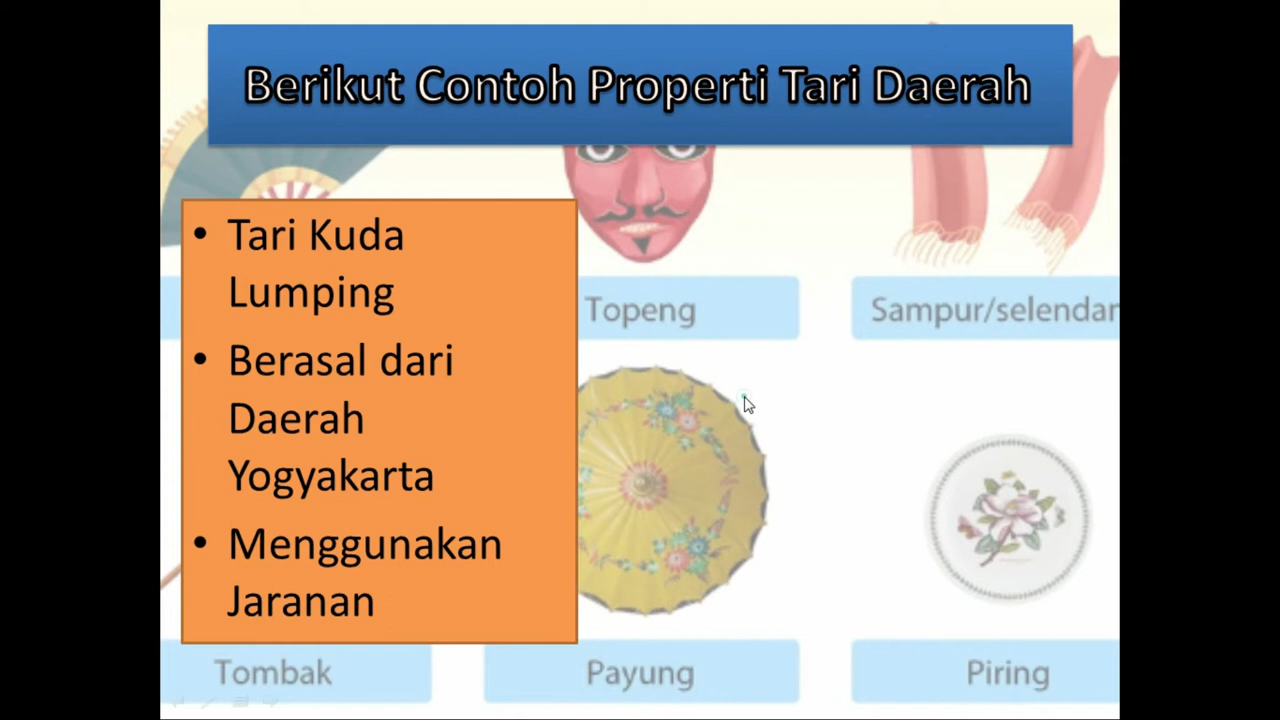 Berikut Contoh Properti Tari Daerah
• Tari Kuda
Lumping
• Berasal dari
Daerah
Yogyakarta
• Menggunakan
Jaranan
Topeng
Sampur/selendan
Tombak
Payung
Piring